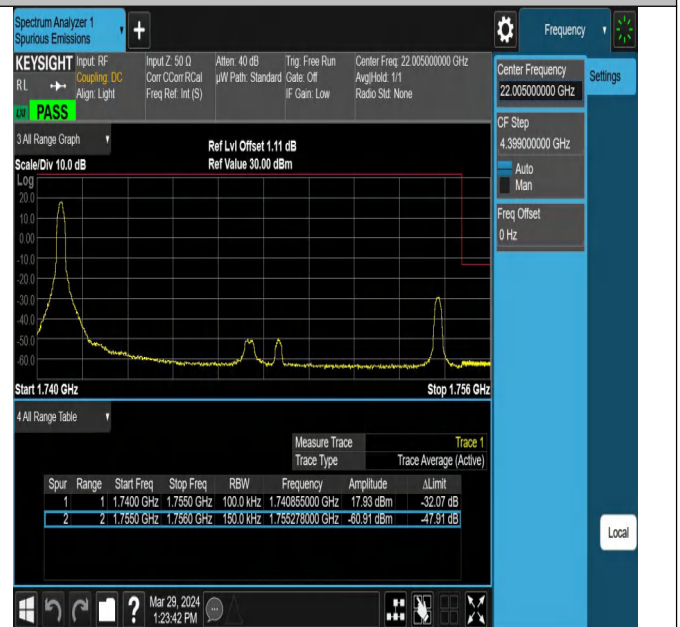 Spectrum Analyzer 1
Spurious Emissions
+
Frequency
KEYSIGHT Input: RF Input Z: 50 Ω Atten: 40 dB Trig: Free Run Center Freq: 22.005000000 GHz
RL Coupling: DC Corr CCorr RCal µW Path: Standard Gate: Off Avg|Hold: 1/1
Align: Light Freq Ref: Int (S) IF Gain: Low Radio Std: None
PASS
Center Frequency
22.005000000 GHz
Settings
CF Step
4.399000000 GHz
Auto
Man
Freq Offset
0 Hz
3 All Range Graph
Ref Lvl Offset 1.11 dB
Scale/Div 10.0 dB Ref Value 30.00 dBm
Log
20.0
10.0
0.00
-10.0
-20.0
-30.0
-40.0
-50.0
-60.0
Start 1.740 GHz Stop 1.756 GHz
4 All Range Table
Measure Trace Trace 1
Trace Type Trace Average (Active)
Spur Range Start Freq Stop Freq RBW Frequency Amplitude ΔLimit
1 1 1.7400 GHz 1.7550 GHz 100.0 kHz 1.740855000 GHz 17.93 dBm -32.07 dB
2 2 1.7550 GHz 1.7560 GHz 150.0 kHz 1.755278000 GHz -60.91 dBm -47.91 dB
Local
? Mar 29, 2024
1:23:42 PM